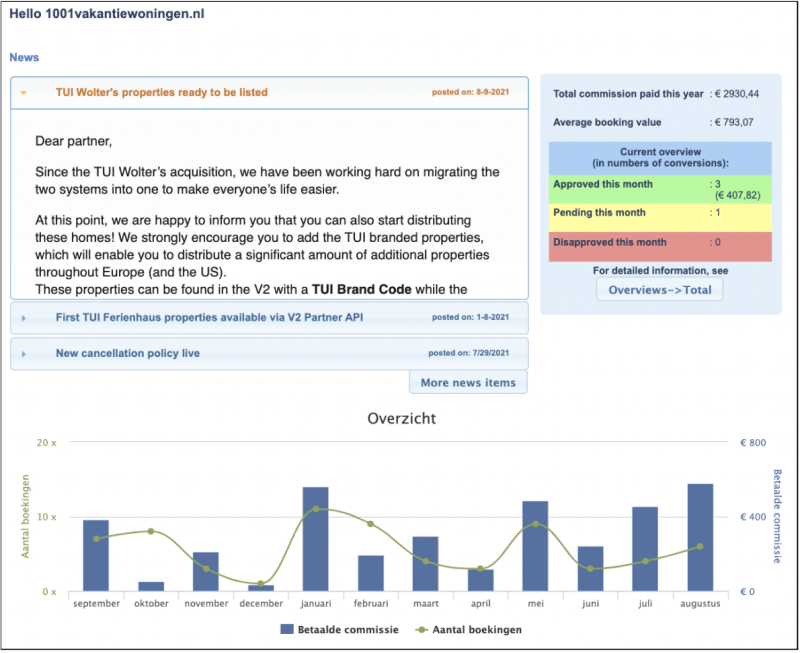 Hello 1001vakantiewoningen.nl
News
TUI Wolter's properties ready to be listed
posted on: 8-9-2021
Dear partner,
Since the TUI Wolter’s acquisition, we have been working hard on migrating the
two systems into one to make everyone’s life easier.
At this point, we are happy to inform you that you can also start distributing
these homes! We strongly encourage you to add the TUI branded properties,
which will enable you to distribute a significant amount of additional properties
throughout Europe (and the US).
These properties can be found in the V2 with a TUI Brand Code while the
First TUI Ferienhaus properties available via V2 Partner API
posted on: 1-8-2021
New cancellation policy live
posted on: 7/29/2021
More news items
Total commission paid this year : € 2930,44
Average booking value : € 793,07
Current overview
(in numbers of conversions):
Approved this month : 3
(€ 407,82)
Pending this month : 1
Disapproved this month : 0
For detailed information, see
Overviews->Total
Overzicht
20 x
10 x
0 x
Aantal boekingen
€ 800
€ 400
€ 0
Betaalde commissie
september oktober november december januari februari maart april mei juni juli augustus
Betaalde commissie Aantal boekingen